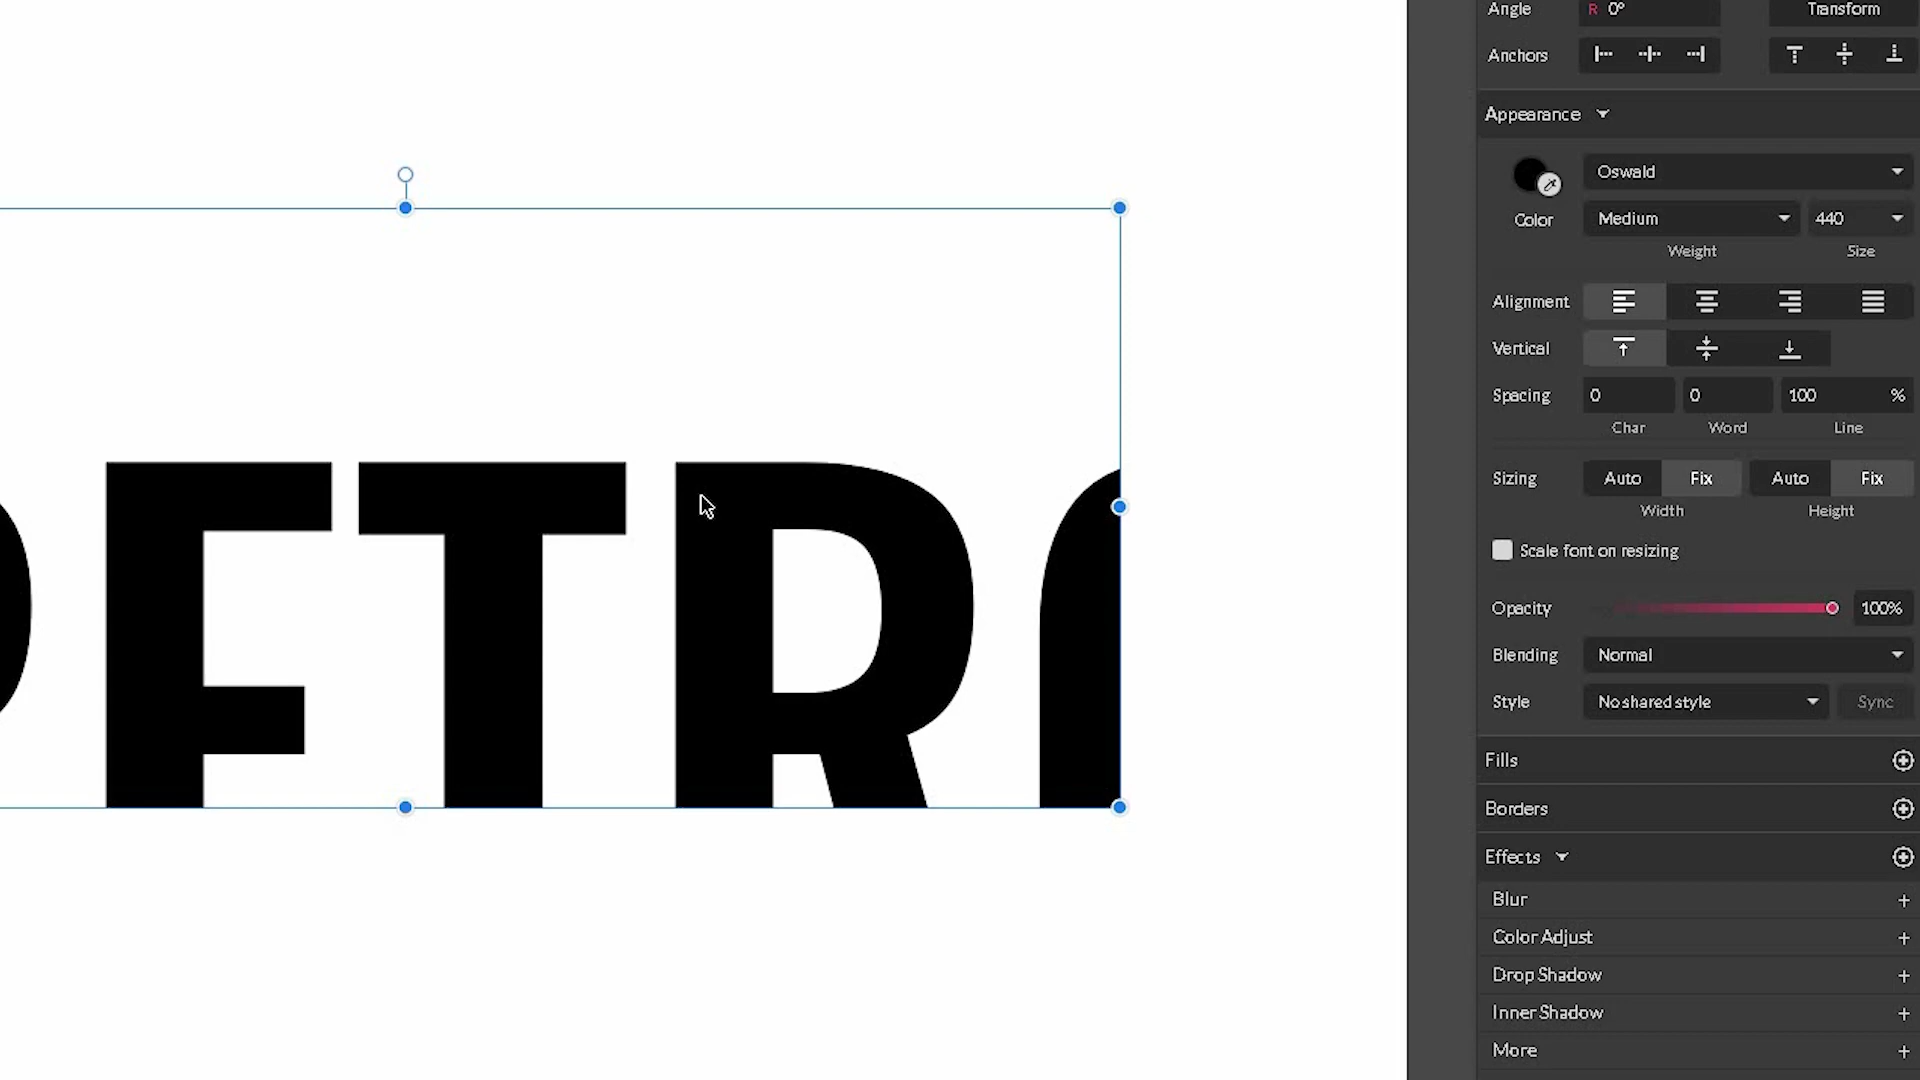 Angle R 0° Transform
Anchors
Appearance
Oswald
Color Medium 440
Weight Size
Alignment
Vertical
Spacing 0 0 100 %
Char Word Line
Sizing Auto Fix Auto Fix
Width Height
Scale font on resizing
Opacity 100%
Blending Normal
Style No shared style Sync
Fills
Borders
Effects
Blur +
Color Adjust +
Drop Shadow +
Inner Shadow +
More +
ETR